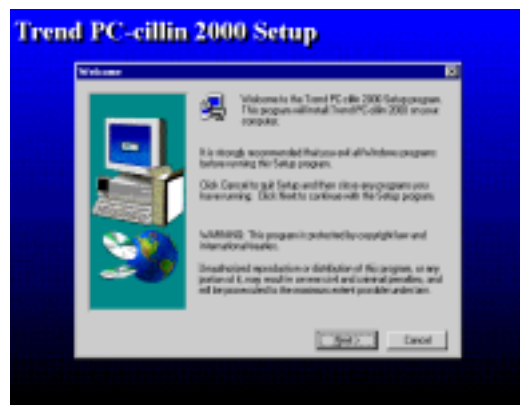 Trend PC-cillin 2000 Setup
Welcome
Welcome to the Trend PC-cillin 2000 Setup program.
This program will install Trend PC-cillin 2000 on your
computer.
It is strongly recommended that you exit all Windows programs
before running this Setup program.
Click Cancel to quit Setup and then close any programs you
have running. Click Next to continue with the Setup program.
WARNING: This program is protected by copyright law and
international treaties.
Unauthorized reproduction or distribution of this program, or any
portion of it, may result in severe civil and criminal penalties, and
will be prosecuted to the maximum extent possible under law.
Next >
Cancel